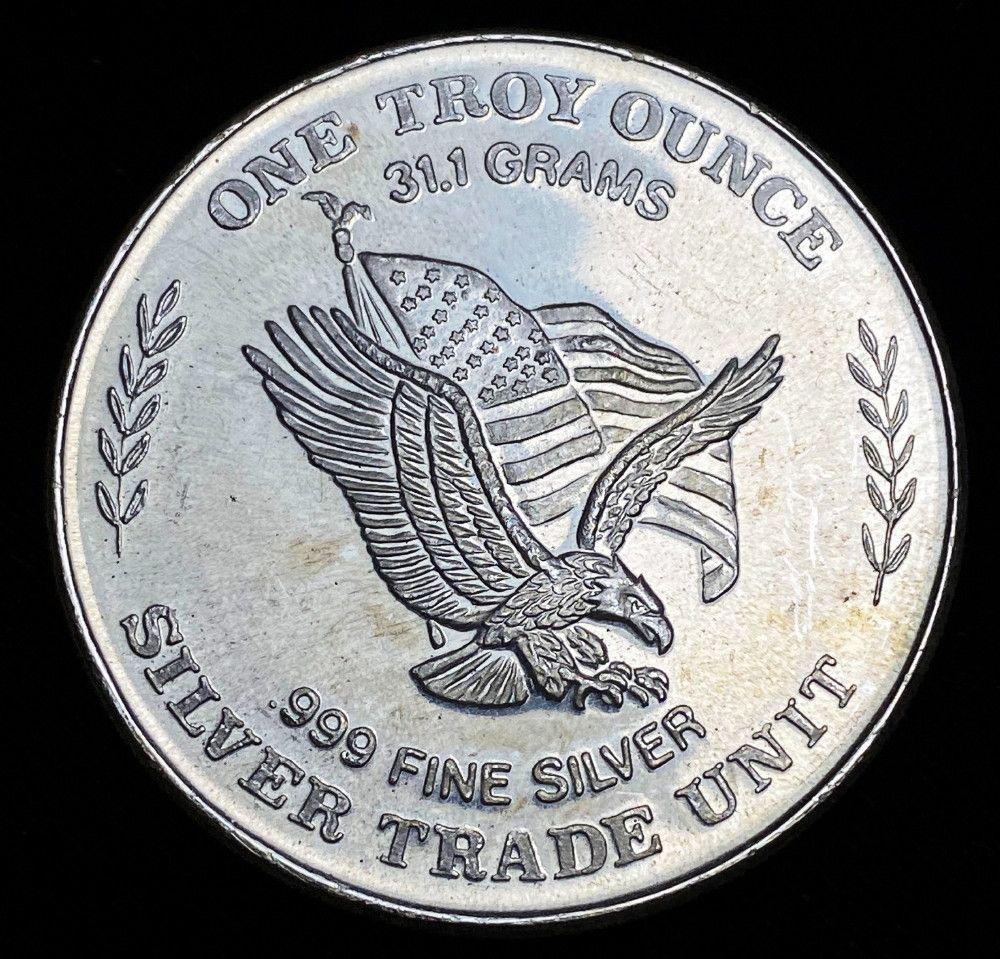 ONE TROY OUNCE
31.1 GRAMS
.999 FINE SILVER
SILVER TRADE UNIT